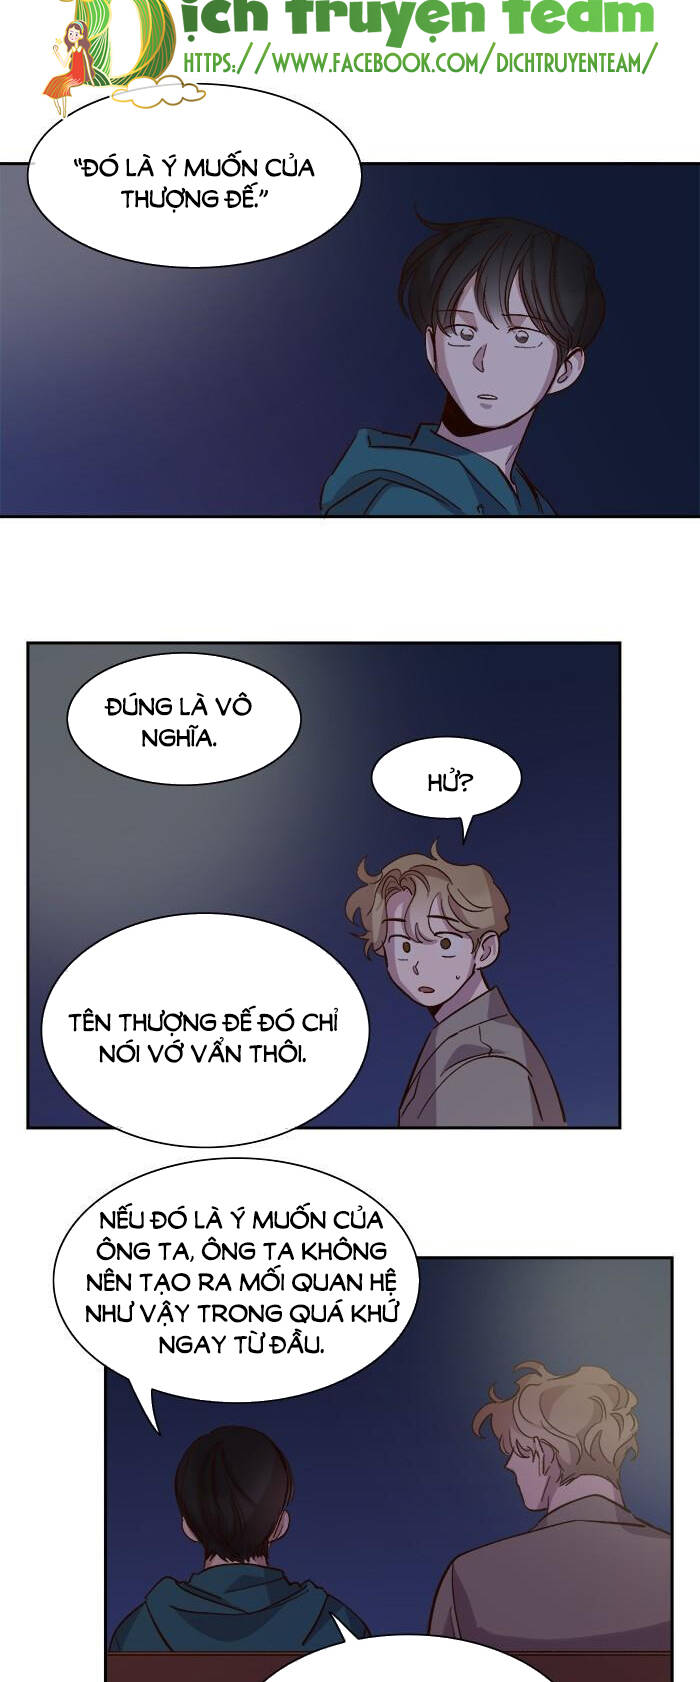 Dịch truyện team
HTTPS://WWW.FACEBOOK.COM/DICHTRUYENTEAM/
"ĐÓ LÀ Ý MUỐN CỦA
THƯỢNG ĐẾ."
ĐÚNG LÀ VÔ
NGHĨA.
HỬ?
TÊN THƯỢNG ĐẾ ĐÓ CHỈ
NÓI VỚ VẨN THÔI.
NẾU ĐÓ LÀ Ý MUỐN CỦA
ÔNG TA, ÔNG TA KHÔNG
NÊN TẠO RA MỐI QUAN HỆ
NHƯ VẬY TRONG QUÁ KHỨ
NGAY TỪ ĐẦU.